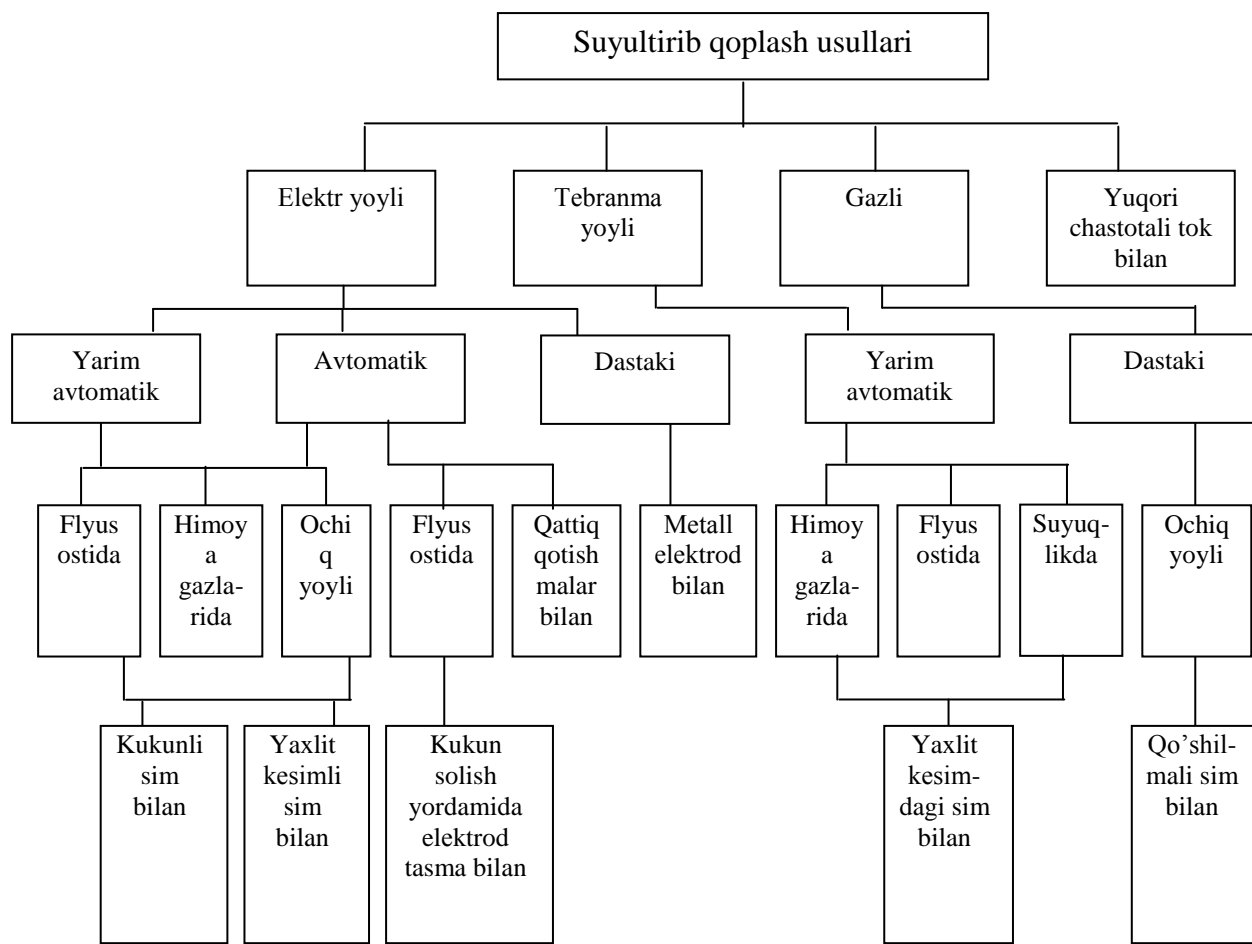 Suyultirib qoplash usullari
Elektr yoyli
Tebranma
yoyli
Gazli
Yuqori
chastotali tok
bilan
Yarim
avtomatik
Avtomatik
Dastaki
Yarim
avtomatik
Dastaki
Flyus
ostida
Himoy
a
gazla-
rida
Ochi
q
yoyli
Flyus
ostida
Qattiq
qotish
malar
bilan
Metall
elektrod
bilan
Himoy
a
gazla-
rida
Flyus
ostida
Suyuq-
likda
Ochiq
yoyli
Kukunli
sim
bilan
Yaxlit
kesimli
sim
bilan
Kukun
solish
yordamida
elektrod
tasma bilan
Yaxlit
kesim-
dagi sim
bilan
Qo’shil-
mali sim
bilan